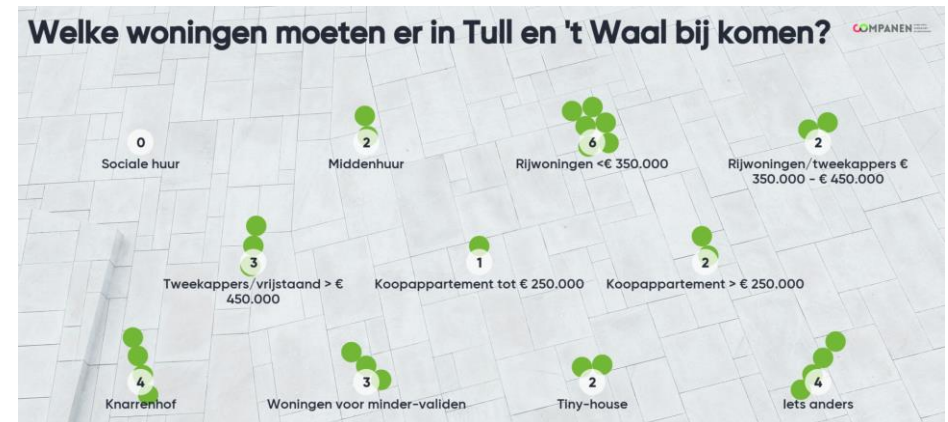 Welke woningen moeten er in Tull en 't Waal bij komen?
COMPANEN
0
Sociale huur
2
Middenhuur
6
Rijwoningen <€ 350.000
2
Rijwoningen/tweekappers €
350.000 - € 450.000
3
Tweekappers/vrijstaand > €
450.000
1
Koopappartement tot € 250.000
2
Koopappartement > € 250.000
4
Knarrenhof
3
Woningen voor minder-validen
2
Tiny-house
4
Iets anders